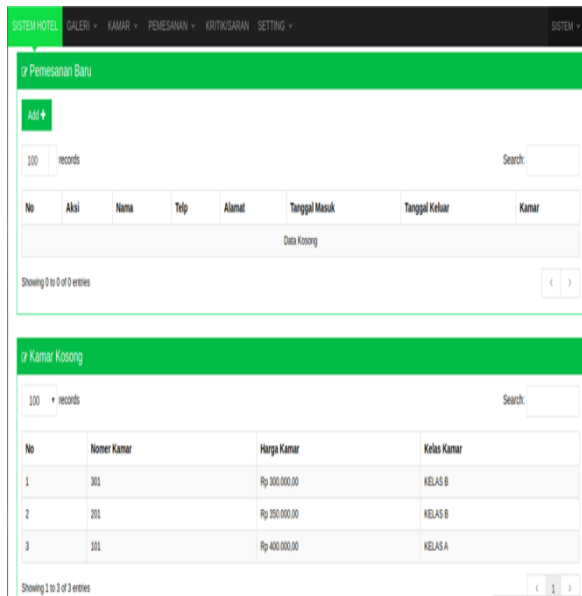 SISTEM HOTEL GALERI KAMAR PEMESANAN KRITIK/SARAN SETTING SISTEM
Pemesanan Baru
Add +
100 records Search:
No Aksi Nama Telp Alamat Tanggal Masuk Tanggal Keluar Kamar
Data Kosong
Showing 0 to 0 of 0 entries
Kamar Kosong
100 records Search:
No Nomer Kamar Harga Kamar Kelas Kamar
1 301 Rp 300.000,00 KELAS B
2 201 Rp 350.000,00 KELAS B
3 101 Rp 400.000,00 KELAS A
Showing 1 to 3 of 3 entries 1